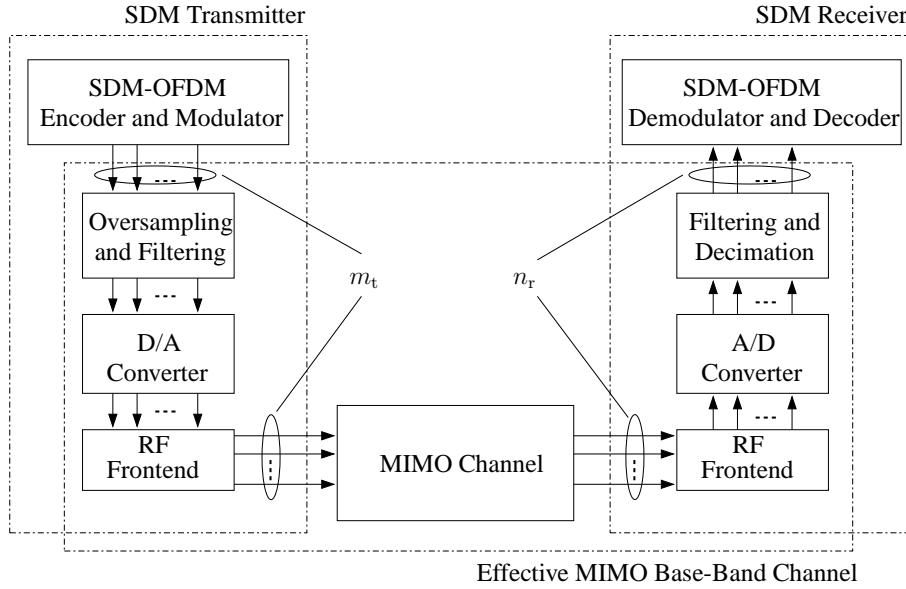 SDM Transmitter
SDM Receiver
SDM-OFDM
Encoder and Modulator
SDM-OFDM
Demodulator and Decoder
Oversampling
and Filtering
Filtering and
Decimation
m_t
n_r
D/A
Converter
A/D
Converter
RF
Frontend
MIMO Channel
RF
Frontend
Effective MIMO Base-Band Channel